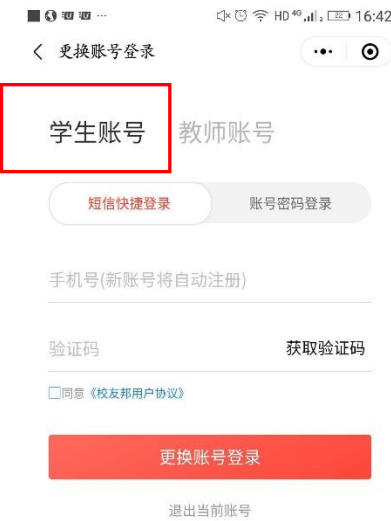 HD 4G 22 16:42
更换账号登录
学生账号 教师账号
短信快捷登录 账号密码登录
手机号(新账号将自动注册)
验证码 获取验证码
同意《校友邦用户协议》
更换账号登录
退出当前账号